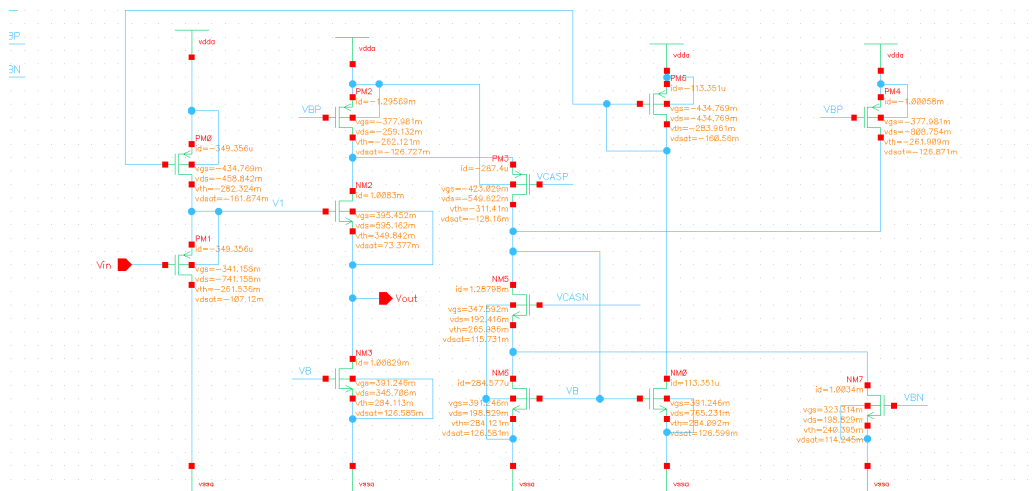 BP
BN
vdda
PM0
id=-349.356u
vgs=-434.769m
vds=-458.842m
vth=-282.324m
vdsat=-161.874m
V1
PM1
id=-349.356u
vgs=-341.158m
vds=-741.158m
vth=-261.536m
vdsat=-107.12m
Vin
vssa
vdda
PM2
id=-1.29569m
VBP
vgs=-377.981m
vds=-259.132m
vth=-262.121m
vdsat=-126.727m
NM2
id=1.0083m
vgs=395.452m
vds=595.162m
vth=349.842m
vdsat=73.377m
Vout
NM3
id=1.00829m
VB
vgs=391.246m
vds=345.706m
vth=284.113m
vdsat=126.585m
vssa
PM3
id=-287.4u
VCASP
vgs=-423.029m
vds=-549.622m
vth=-311.41m
vdsat=-128.16m
NM5
id=1.28798m
VCASN
vgs=347.592m
vds=192.416m
vth=265.986m
vdsat=115.731m
NM6
id=284.577u
VB
vgs=391.246m
vds=198.829m
vth=284.121m
vdsat=126.581m
vssa
vdda
PM6
id=-113.351u
vgs=-434.769m
vds=-434.769m
vth=-283.951m
vdsat=-160.56m
NM0
id=113.351u
vgs=391.246m
vds=765.231m
vth=284.092m
vdsat=126.599m
vssa
vdda
PM4
id=-1.00058m
VBP
vgs=-377.981m
vds=-808.754m
vth=-261.909m
vdsat=-126.871m
NM7
id=1.0034m
VBN
vgs=323.314m
vds=198.829m
vth=240.395m
vdsat=114.245m
vssa